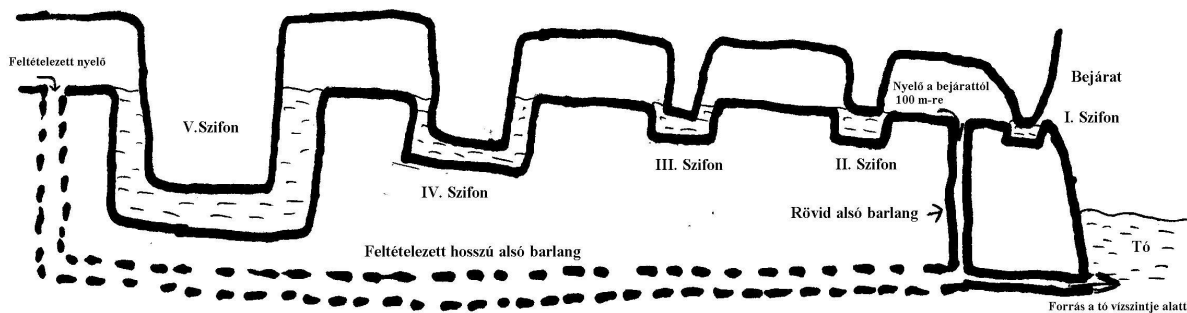 Feltételezett nyelő
Nyelő a bejárattól
100 m-re
Bejárat
I. Szifon
V.Szifon
III. Szifon
II. Szifon
IV. Szifon
Rövid alsó barlang
Feltételezett hosszú alsó barlang
Tó
Forrás a tó vízszintje alatt